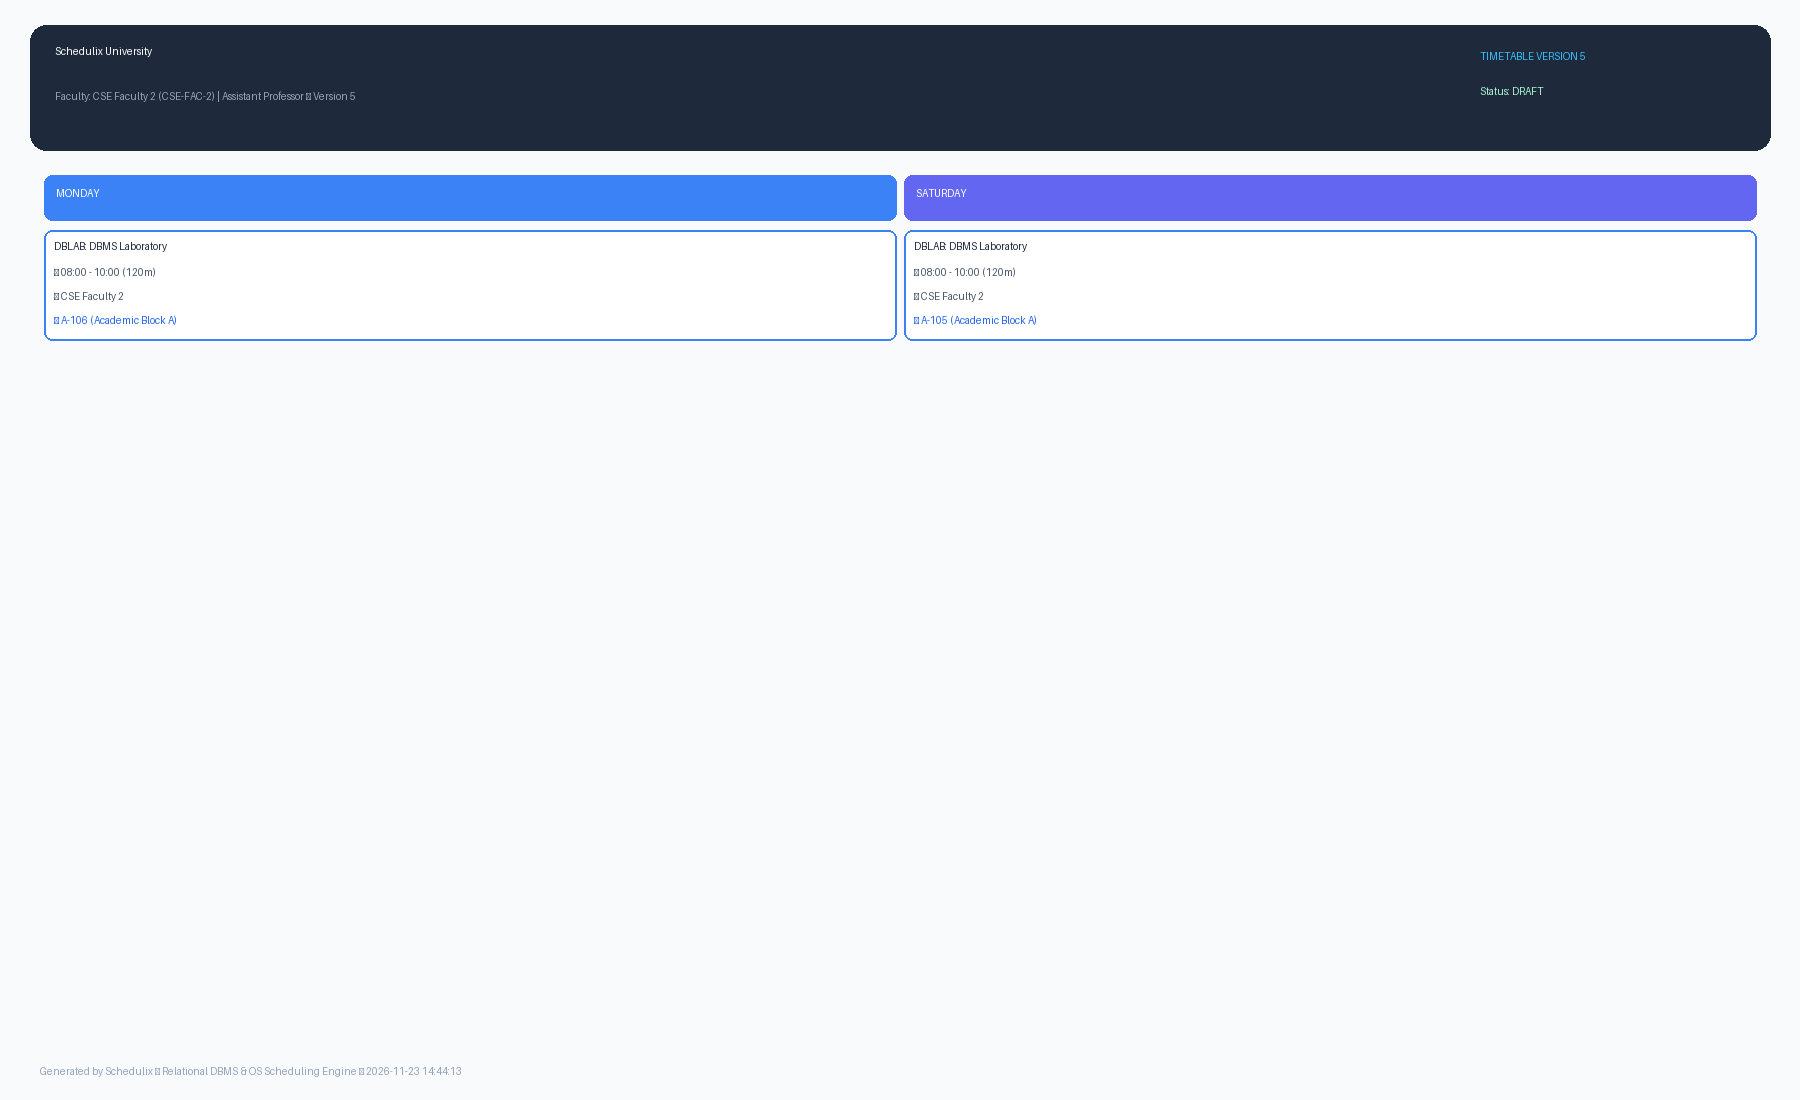 Schedulix University
TIMETABLE VERSION 5
Faculty: CSE Faculty 2 (CSE-FAC-2) | Assistant Professor Version 5
Status: DRAFT
MONDAY
DBLAB: DBMS Laboratory
08:00 - 10:00 (120m)
CSE Faculty 2
A-106 (Academic Block A)
SATURDAY
DBLAB: DBMS Laboratory
08:00 - 10:00 (120m)
CSE Faculty 2
A-105 (Academic Block A)
Generated by Schedulix Relational DBMS & OS Scheduling Engine 2026-11-23 14:44:13